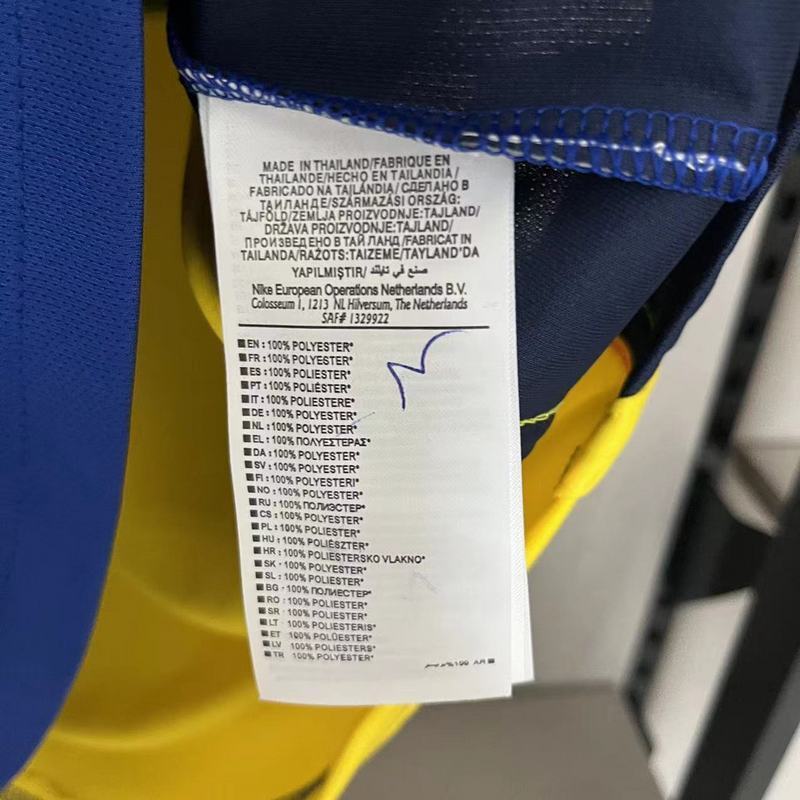 MADE IN THAILAND/FABRIQUE EN
THAILANDE/HECHO EN TAILANDIA/
FABRICADO NA TAILÂNDIA/СДЕЛАНО В
ТАИЛАНДЕ/SZÁRMAZÁSI ORSZÁG:
TÁJFÖLD/ZEMLJA PROIZVODNJE:TAJLAND/
DRŽAVA PROIZVODNJE:TAJLAND/
ПРОИЗВЕДЕНО В ТАЙ ЛАНД/FABRICAT IN
TAILANDA/RAŽOTS:TAIZEME/TAYLAND'DA
YAPILMIŞTIR/ صنع في تايلند
Nike European Operations Netherlands B.V.
Colosseum 1, 1213 NL Hilversum, The Netherlands
SAF# 1329922
EN : 100% POLYESTER*
FR : 100% POLYESTER*
ES : 100% POLIESTER*
PT : 100% POLIÉSTER*
IT : 100% POLIESTERE*
DE : 100% POLYESTER*
NL : 100% POLYESTER*
EL : 100% ΠΟΛΥΕΣΤΕΡΑΣ*
DA : 100% POLYESTER*
SV : 100% POLYESTER*
FI : 100% POLYESTERI*
NO : 100% POLYESTER*
RU : 100% ПОЛИЭСТЕР*
CS : 100% POLYESTER*
PL : 100% POLIESTER*
HU : 100% POLIÉSZTER*
HR : 100% POLIESTERSKO VLAKNO*
SK : 100% POLYESTER*
SL : 100% POLIESTER*
BG : 100% ПОЛИЕСТЕР*
RO : 100% POLIESTER*
SR : 100% POLIESTER*
LT : 100% POLIESTERIS*
ET 100% POLÜESTER*
LV 100% POLIESTERS*
TR 100% POLYESTER*
%100 AR